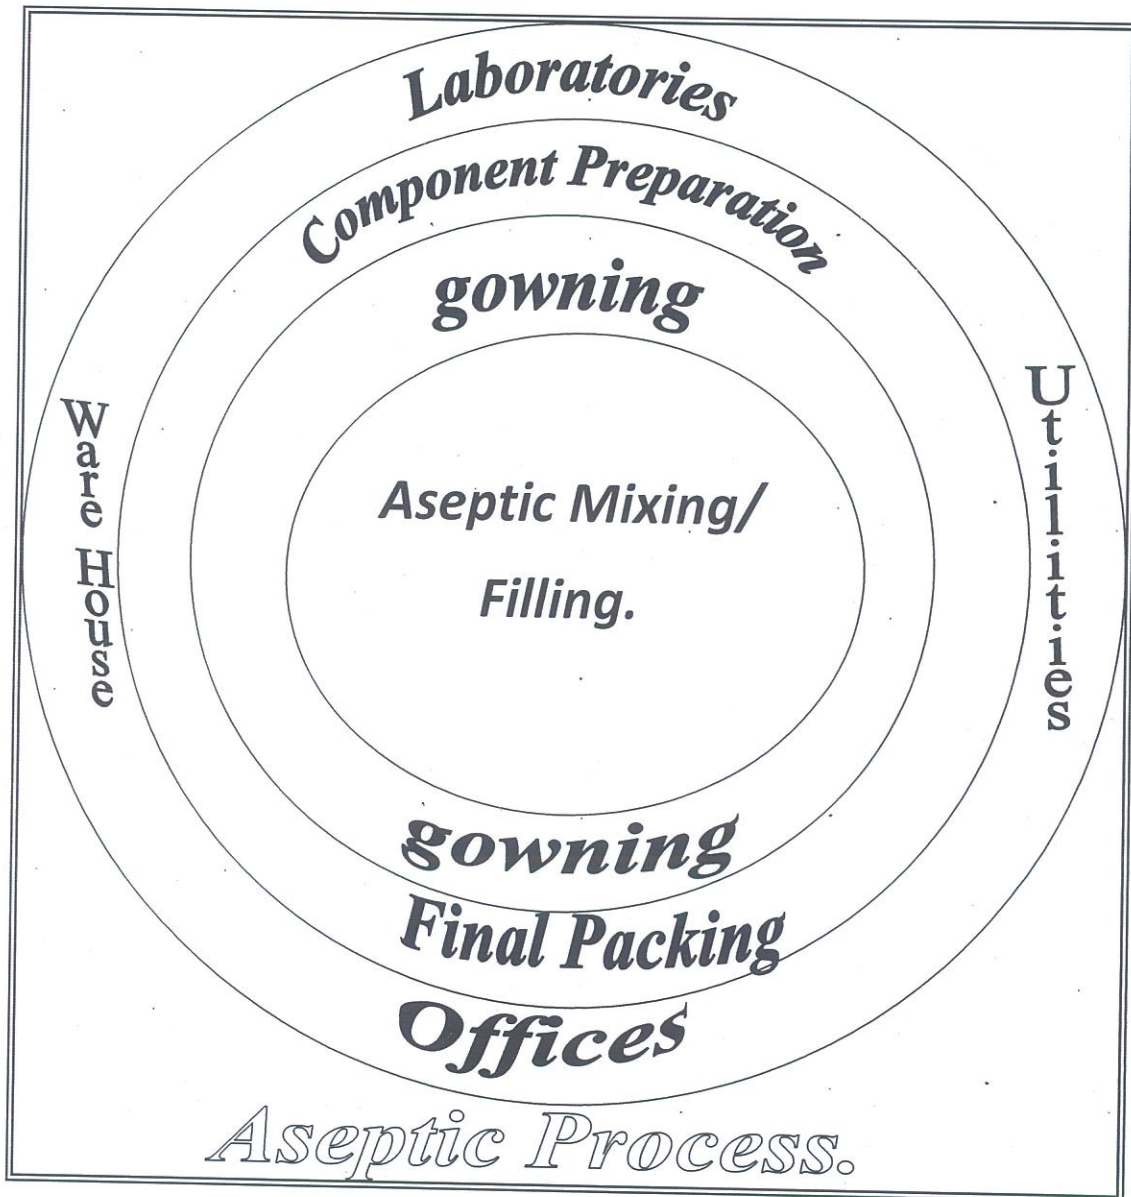 Laboratories
Component Preparation
gowning
Ware House
Utilities
Aseptic Mixing/
Filling.
gowning
Final Packing
Offices
Aseptic Process.